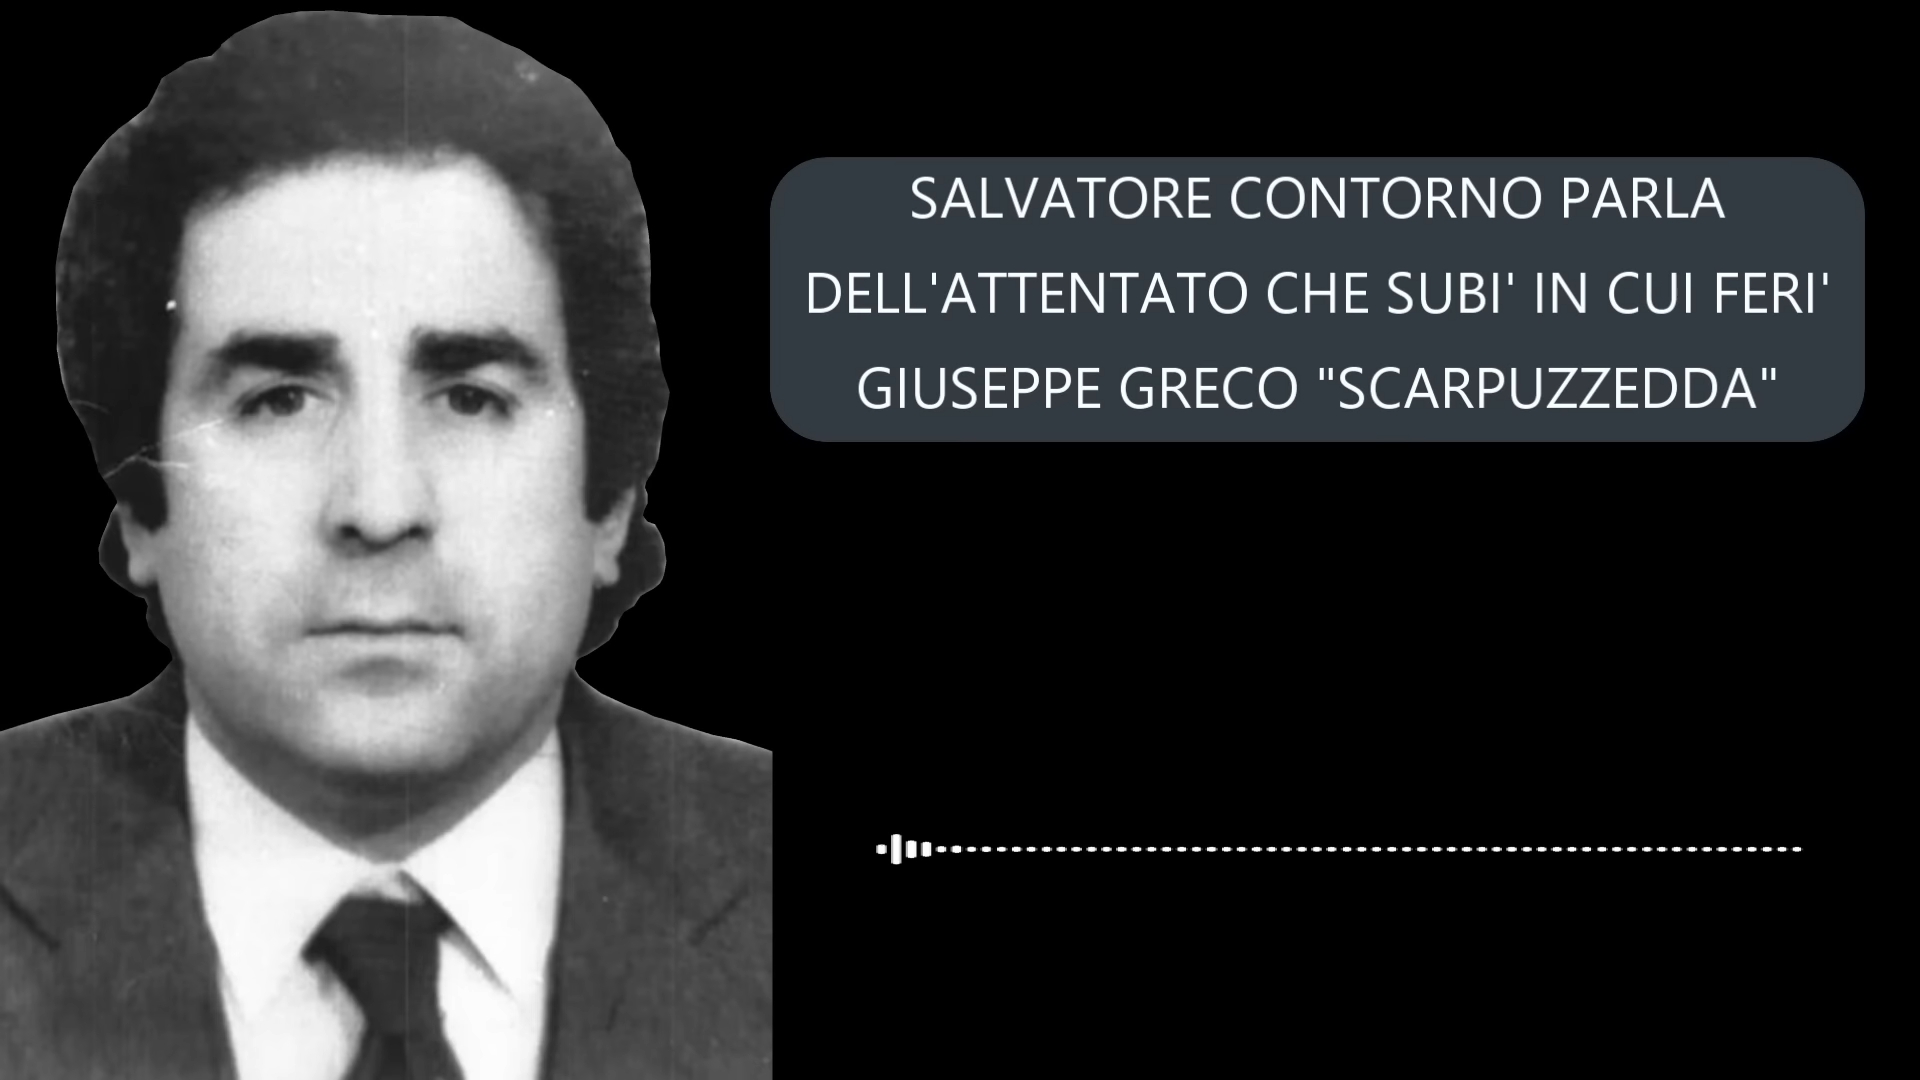 SALVATORE CONTORNO PARLA
DELL'ATTENTATO CHE SUBI' IN CUI FERI'
GIUSEPPE GRECO "SCARPUZZEDDA"